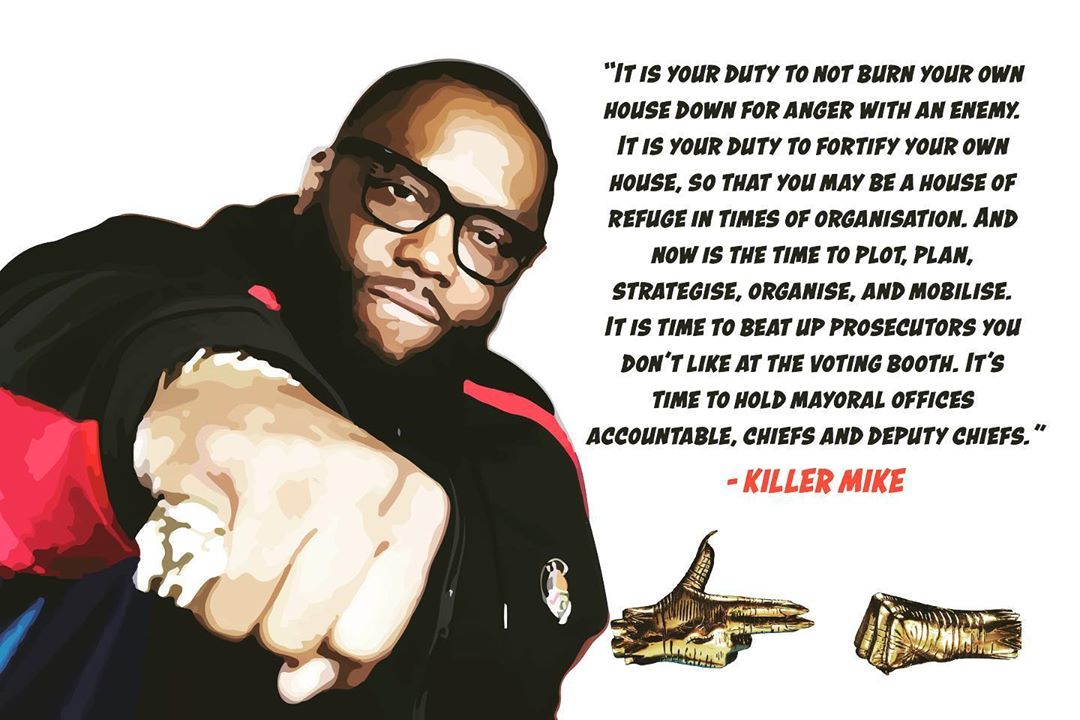 "It is your duty to not burn your own
house down for anger with an enemy.
It is your duty to fortify your own
house, so that you may be a house of
refuge in times of organisation. And
now is the time to plot, plan,
strategise, organise, and mobilise.
It is time to beat up prosecutors you
don't like at the voting booth. It's
time to hold mayoral offices
accountable, chiefs and deputy chiefs."
- Killer Mike